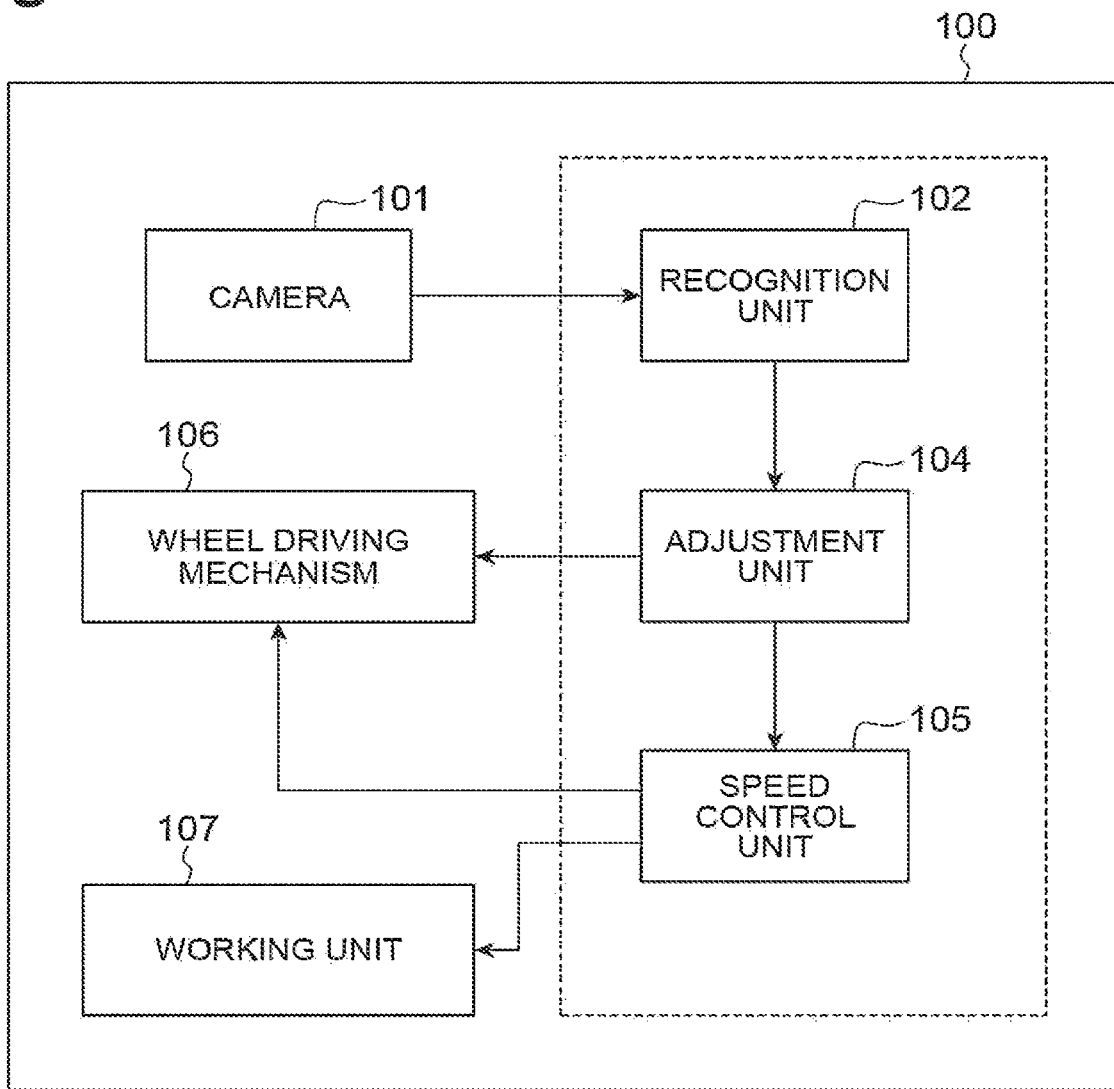 100
101
102
CAMERA
RECOGNITION
UNIT
106
104
WHEEL DRIVING
MECHANISM
ADJUSTMENT
UNIT
105
SPEED
CONTROL
UNIT
107
WORKING UNIT